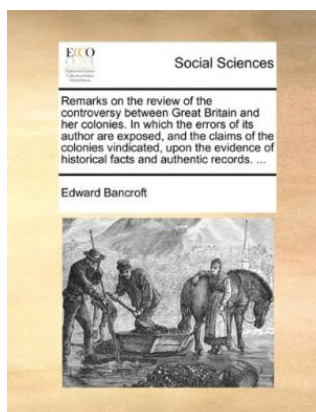 ECCO
Social Sciences
Remarks on the review of the
controversy between Great Britain and
her colonies. In which the errors of its
author are exposed, and the claims of the
colonies vindicated, upon the evidence of
historical facts and authentic records. ...
Edward Bancroft